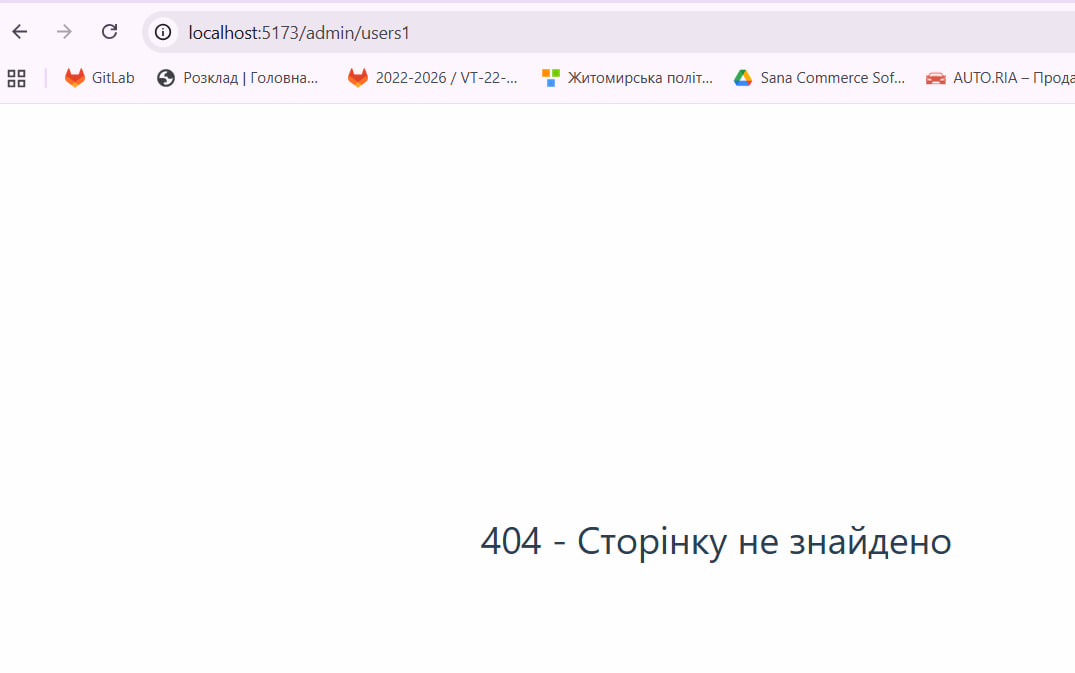 localhost:5173/admin/users1
GitLab Розклад | Головна... 2022-2026 / VT-22-... Житомирська політ... Sana Commerce Sof... AUTO.RIA – Прода
404 - Сторінку не знайдено